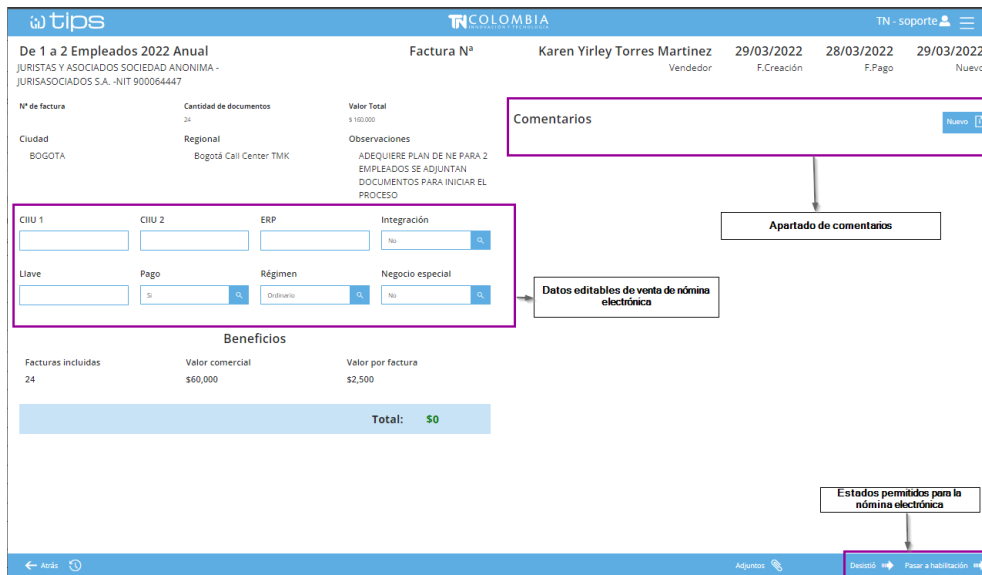 tips
TN COLOMBIA
INNOVACIÓN Y TECNOLOGÍA
TN - soporte
De 1 a 2 Empleados 2022 Anual
JURISTAS Y ASOCIADOS SOCIEDAD ANONIMA -
JURISASOCIADOS S.A. -NIT 900064447
Factura Nª
Karen Yirley Torres Martinez
Vendedor
29/03/2022
F.Creación
28/03/2022
F.Pago
29/03/2022
Nuevo
Nº de factura
Cantidad de documentos
24
Valor Total
$ 160,000
Ciudad
BOGOTA
Regional
Bogotá Call Center TMK
Observaciones
ADEQUIERE PLAN DE NE PARA 2
EMPLEADOS SE ADJUNTAN
DOCUMENTOS PARA INICIAR EL
PROCESO
Comentarios
Nuevo
Apartado de comentarios
CIIU 1
CIIU 2
ERP
Integración
No
Llave
Pago
Si
Régimen
Ordinario
Negocio especial
No
Datos editables de venta de nómina
electrónica
Beneficios
Facturas incluidas
24
Valor comercial
$60,000
Valor por factura
$2,500
Total: $0
Estados permitidos para la
nómina electrónica
Atrás
Adjuntos
Desistió
Pasar a habilitación